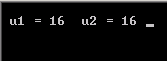 u1 = 16  u2 = 16